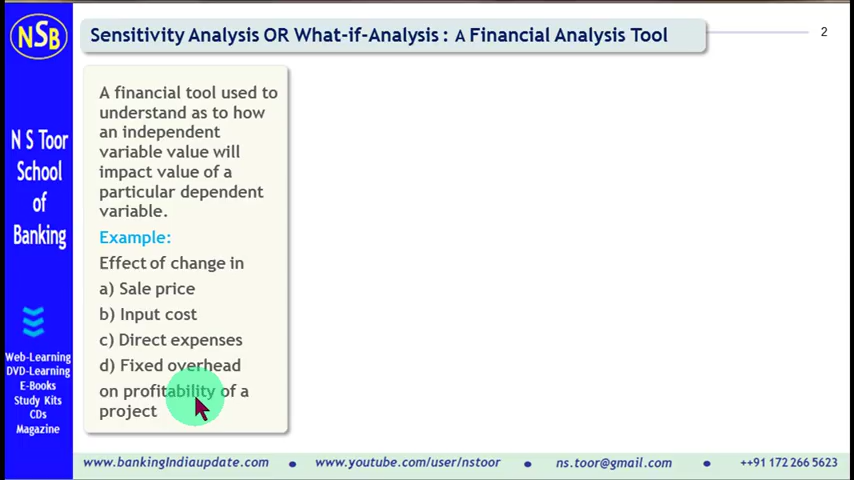 NSB
Sensitivity Analysis OR What-if-Analysis : A Financial Analysis Tool
2
A financial tool used to
understand as to how
an independent
variable value will
impact value of a
particular dependent
variable.
Example:
Effect of change in
a) Sale price
b) Input cost
c) Direct expenses
d) Fixed overhead
on profitability of a
project
N S Toor
School
of
Banking
Web-Learning
DVD-Learning
E-Books
Study Kits
CDs
Magazine
www.bankingIndiaupdate.com ● www.youtube.com/user/nstoor ● ns.toor@gmail.com ● ++91 172 266 5623